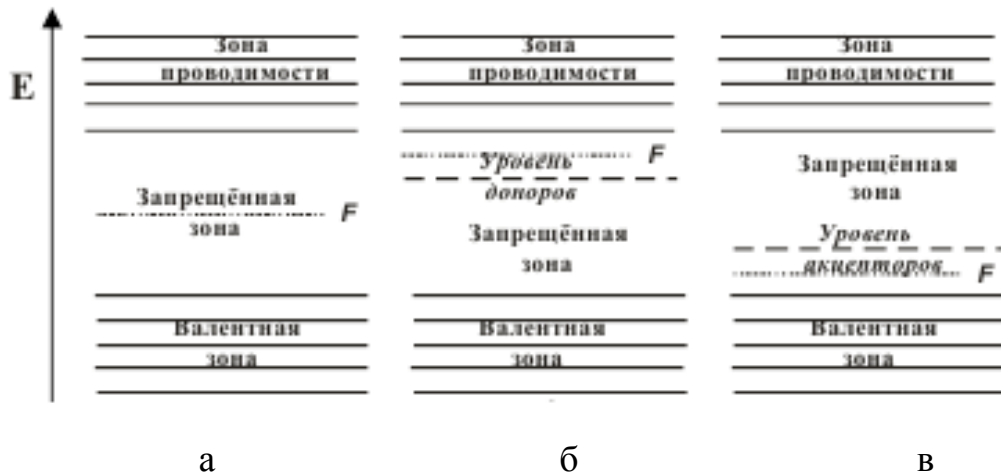 E
Зона
проводимости
Запрещённая
F
зона
Валентная
зона
а
Зона
проводимости
F
Уровень
доноров
Запрещённая
зона
Валентная
зона
б
Зона
проводимости
Запрещённая
зона
Уровень
акцепторов
F
Валентная
зона
в